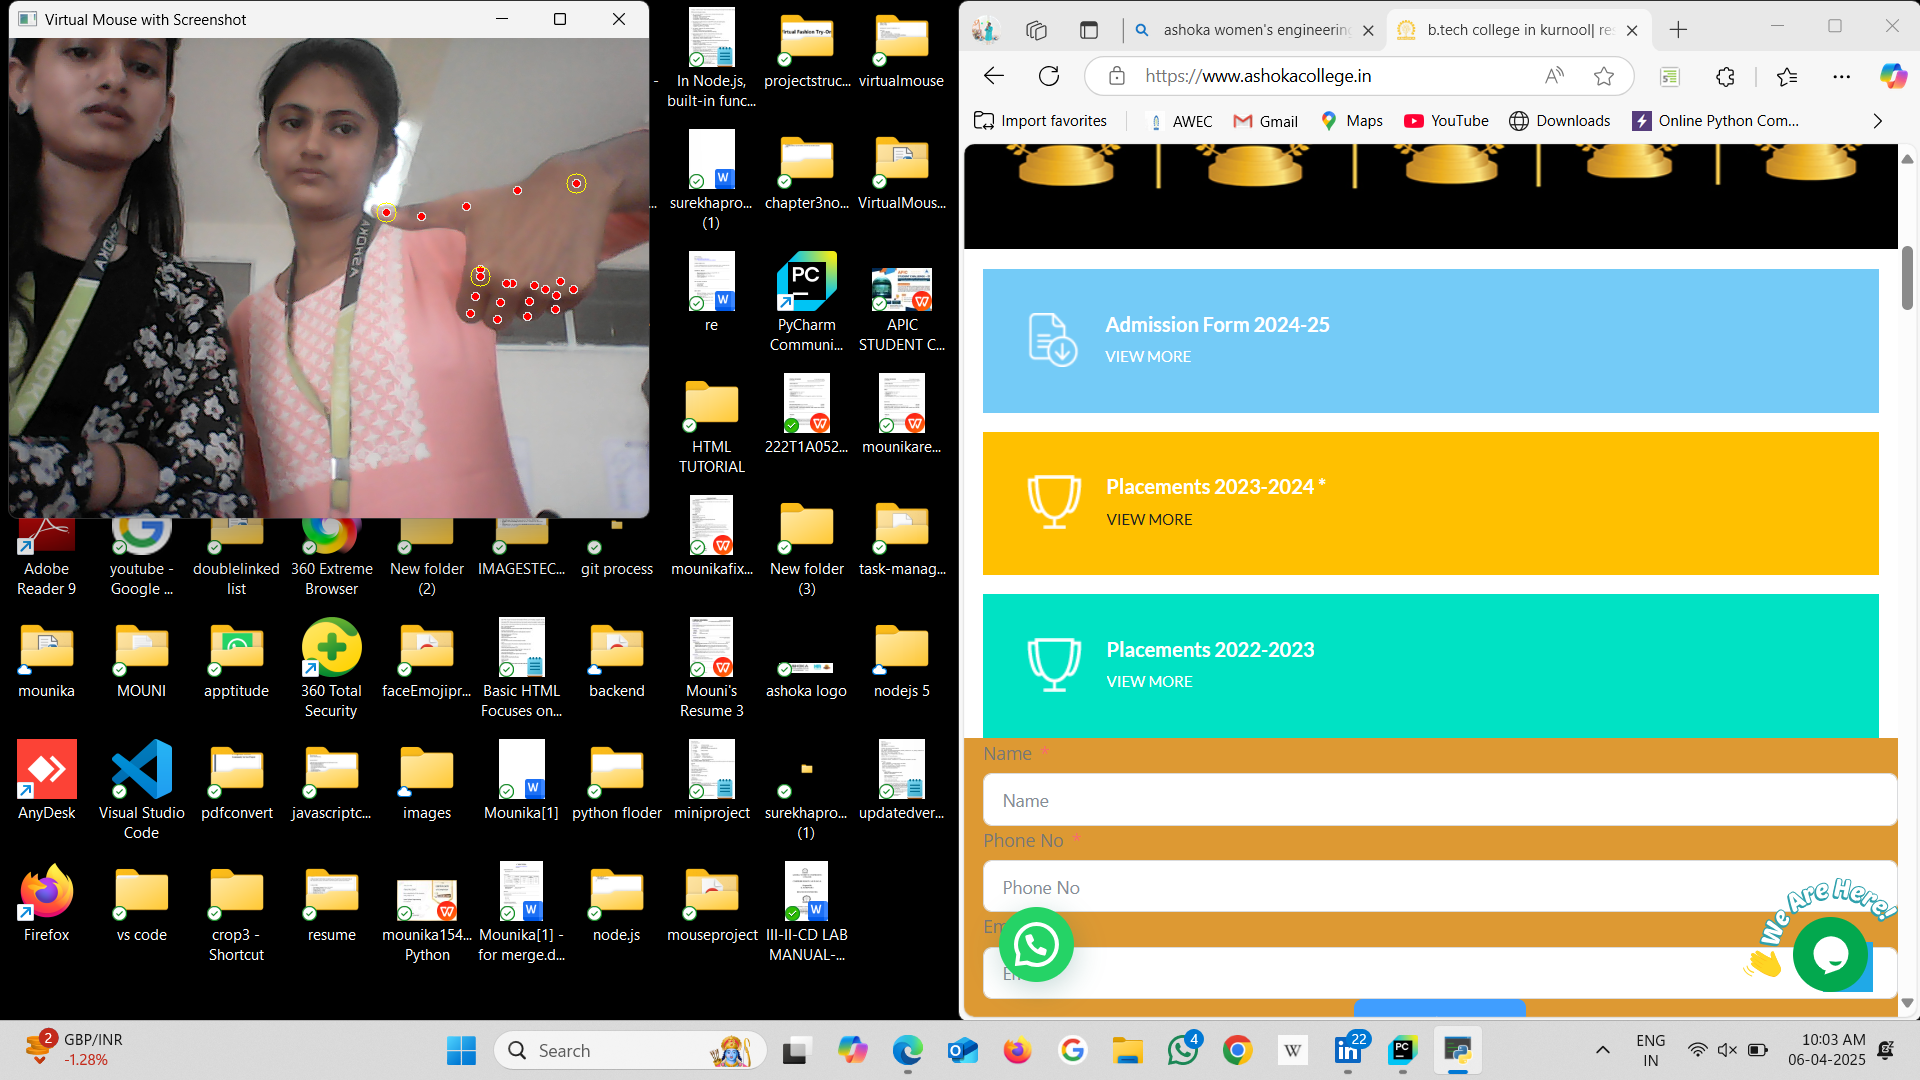 Virtual Mouse with Screenshot
AHOKA
ASHOKA
In Node.js,
built-in func...
projectstruc...
virtualmouse
surekhapro...
(1)
chapter3no...
VirtualMous...
re
PyCharm
Communi...
APIC
STUDENT C...
HTML
TUTORIAL
222T1A052...
mounikare...
Adobe
Reader 9
youtube -
Google ...
doublelinked
list
360 Extreme
Browser
New folder
(2)
IMAGESTEC...
git process
mounikafix...
New folder
(3)
task-manag...
mounika
MOUNI
apptitude
360 Total
Security
faceEmojipr...
Basic HTML
Focuses on...
backend
Mouni's
Resume 3
ashoka logo
nodejs 5
AnyDesk
Visual Studio
Code
pdfconvert
javascriptc...
images
Mounika[1]
python floder
miniproject
surekhapro...
(1)
updatedver...
Firefox
vs code
crop3 -
Shortcut
resume
mounika154...
Python
Mounika[1] -
for merge.d...
node.js
mouseproject
III-II-CD LAB
MANUAL-...
ashoka women's engineering
b.tech college in kurnool| res
https://www.ashokacollege.in
Import favorites
AWEC
Gmail
Maps
YouTube
Downloads
Online Python Com...
Admission Form 2024-25
VIEW MORE
Placements 2023-2024 *
VIEW MORE
Placements 2022-2023
VIEW MORE
Name *
Name
Phone No *
Phone No
Em
We Are Here!
GBP/INR
-1.28%
2
Search
4
22
ENG
IN
10:03 AM
06-04-2025